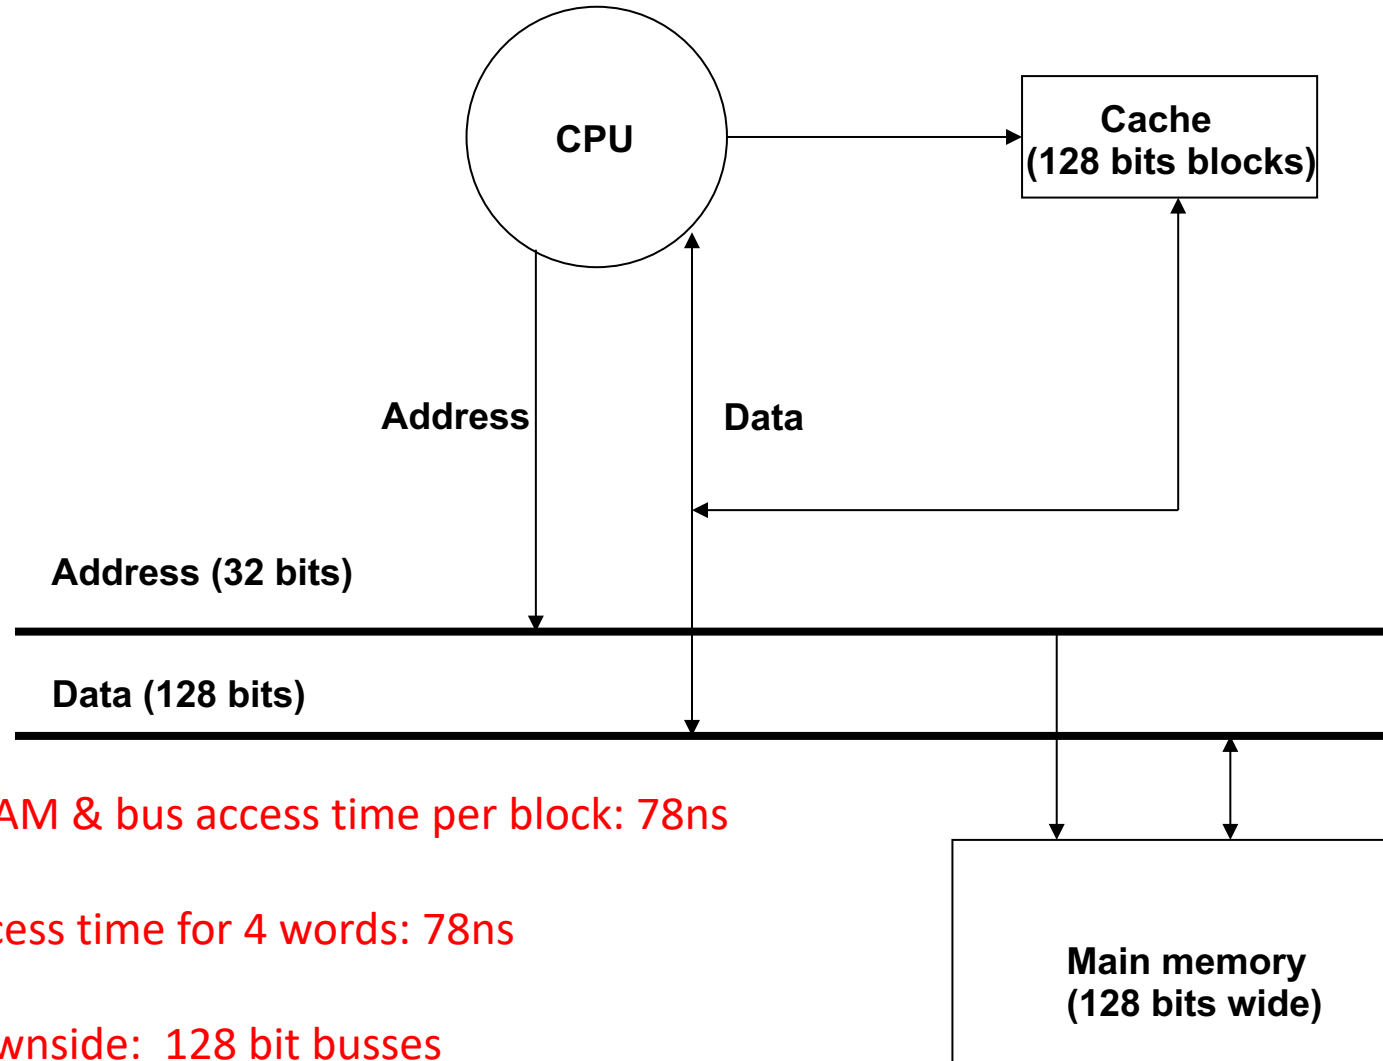 CPU
Cache
(128 bits blocks)
Address
Data
Address (32 bits)
Data (128 bits)
AM & bus access time per block: 78ns
cess time for 4 words: 78ns
Main memory
(128 bits wide)
wnside: 128 bit busses